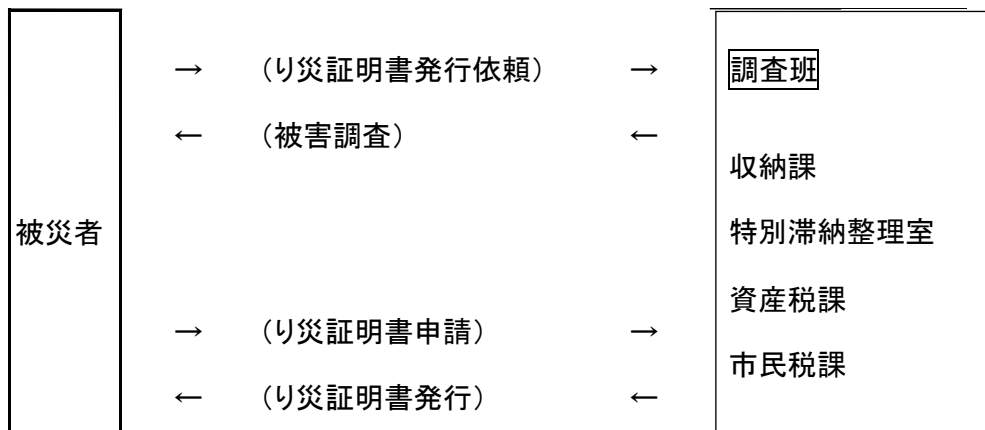 → （り災証明書発行依頼） → 調査班
← （被害調査） ←
収納課
被災者 特別滞納整理室
資産税課
→ （り災証明書申請） →
市民税課
← （り災証明書発行） ←